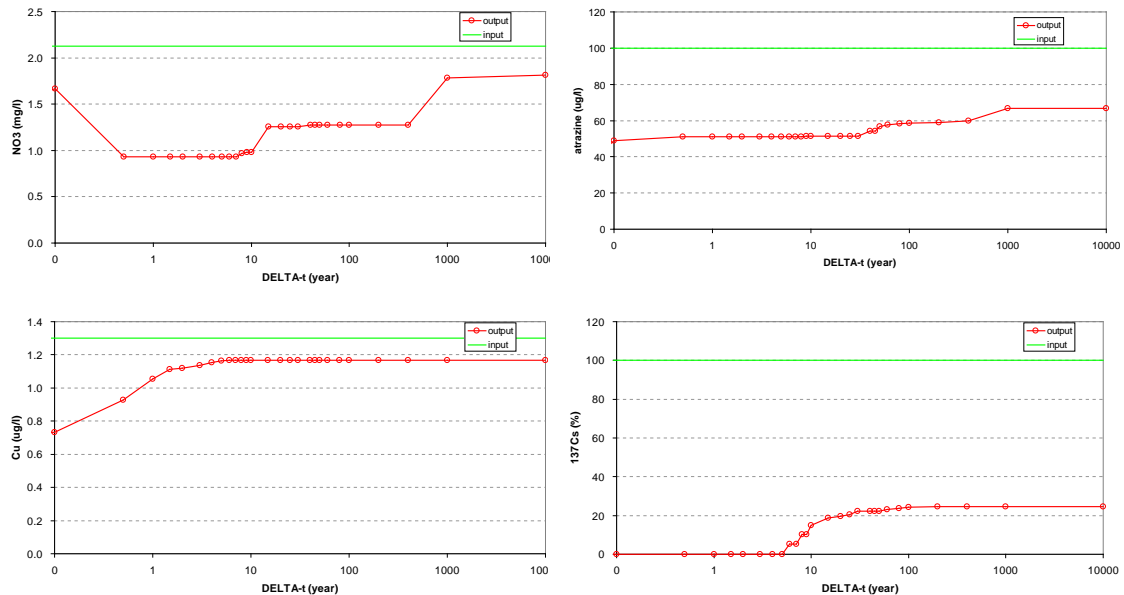 2.5
2.0
1.5
1.0
0.5
0.0
NO3 (mg/l)
output
input
0 1 10 100 1000 1000
DELTA-t (year)
120
100
80
60
40
20
0
atrazine (ug/l)
output
input
0 1 10 100 1000 10000
DELTA-t (year)
1.4
1.2
1.0
0.8
0.6
0.4
0.2
0.0
Cu (ug/l)
output
input
0 1 10 100 1000 1000
DELTA-t (year)
120
100
80
60
40
20
0
137Cs (%)
output
input
0 1 10 100 1000 10000
DELTA-t (year)